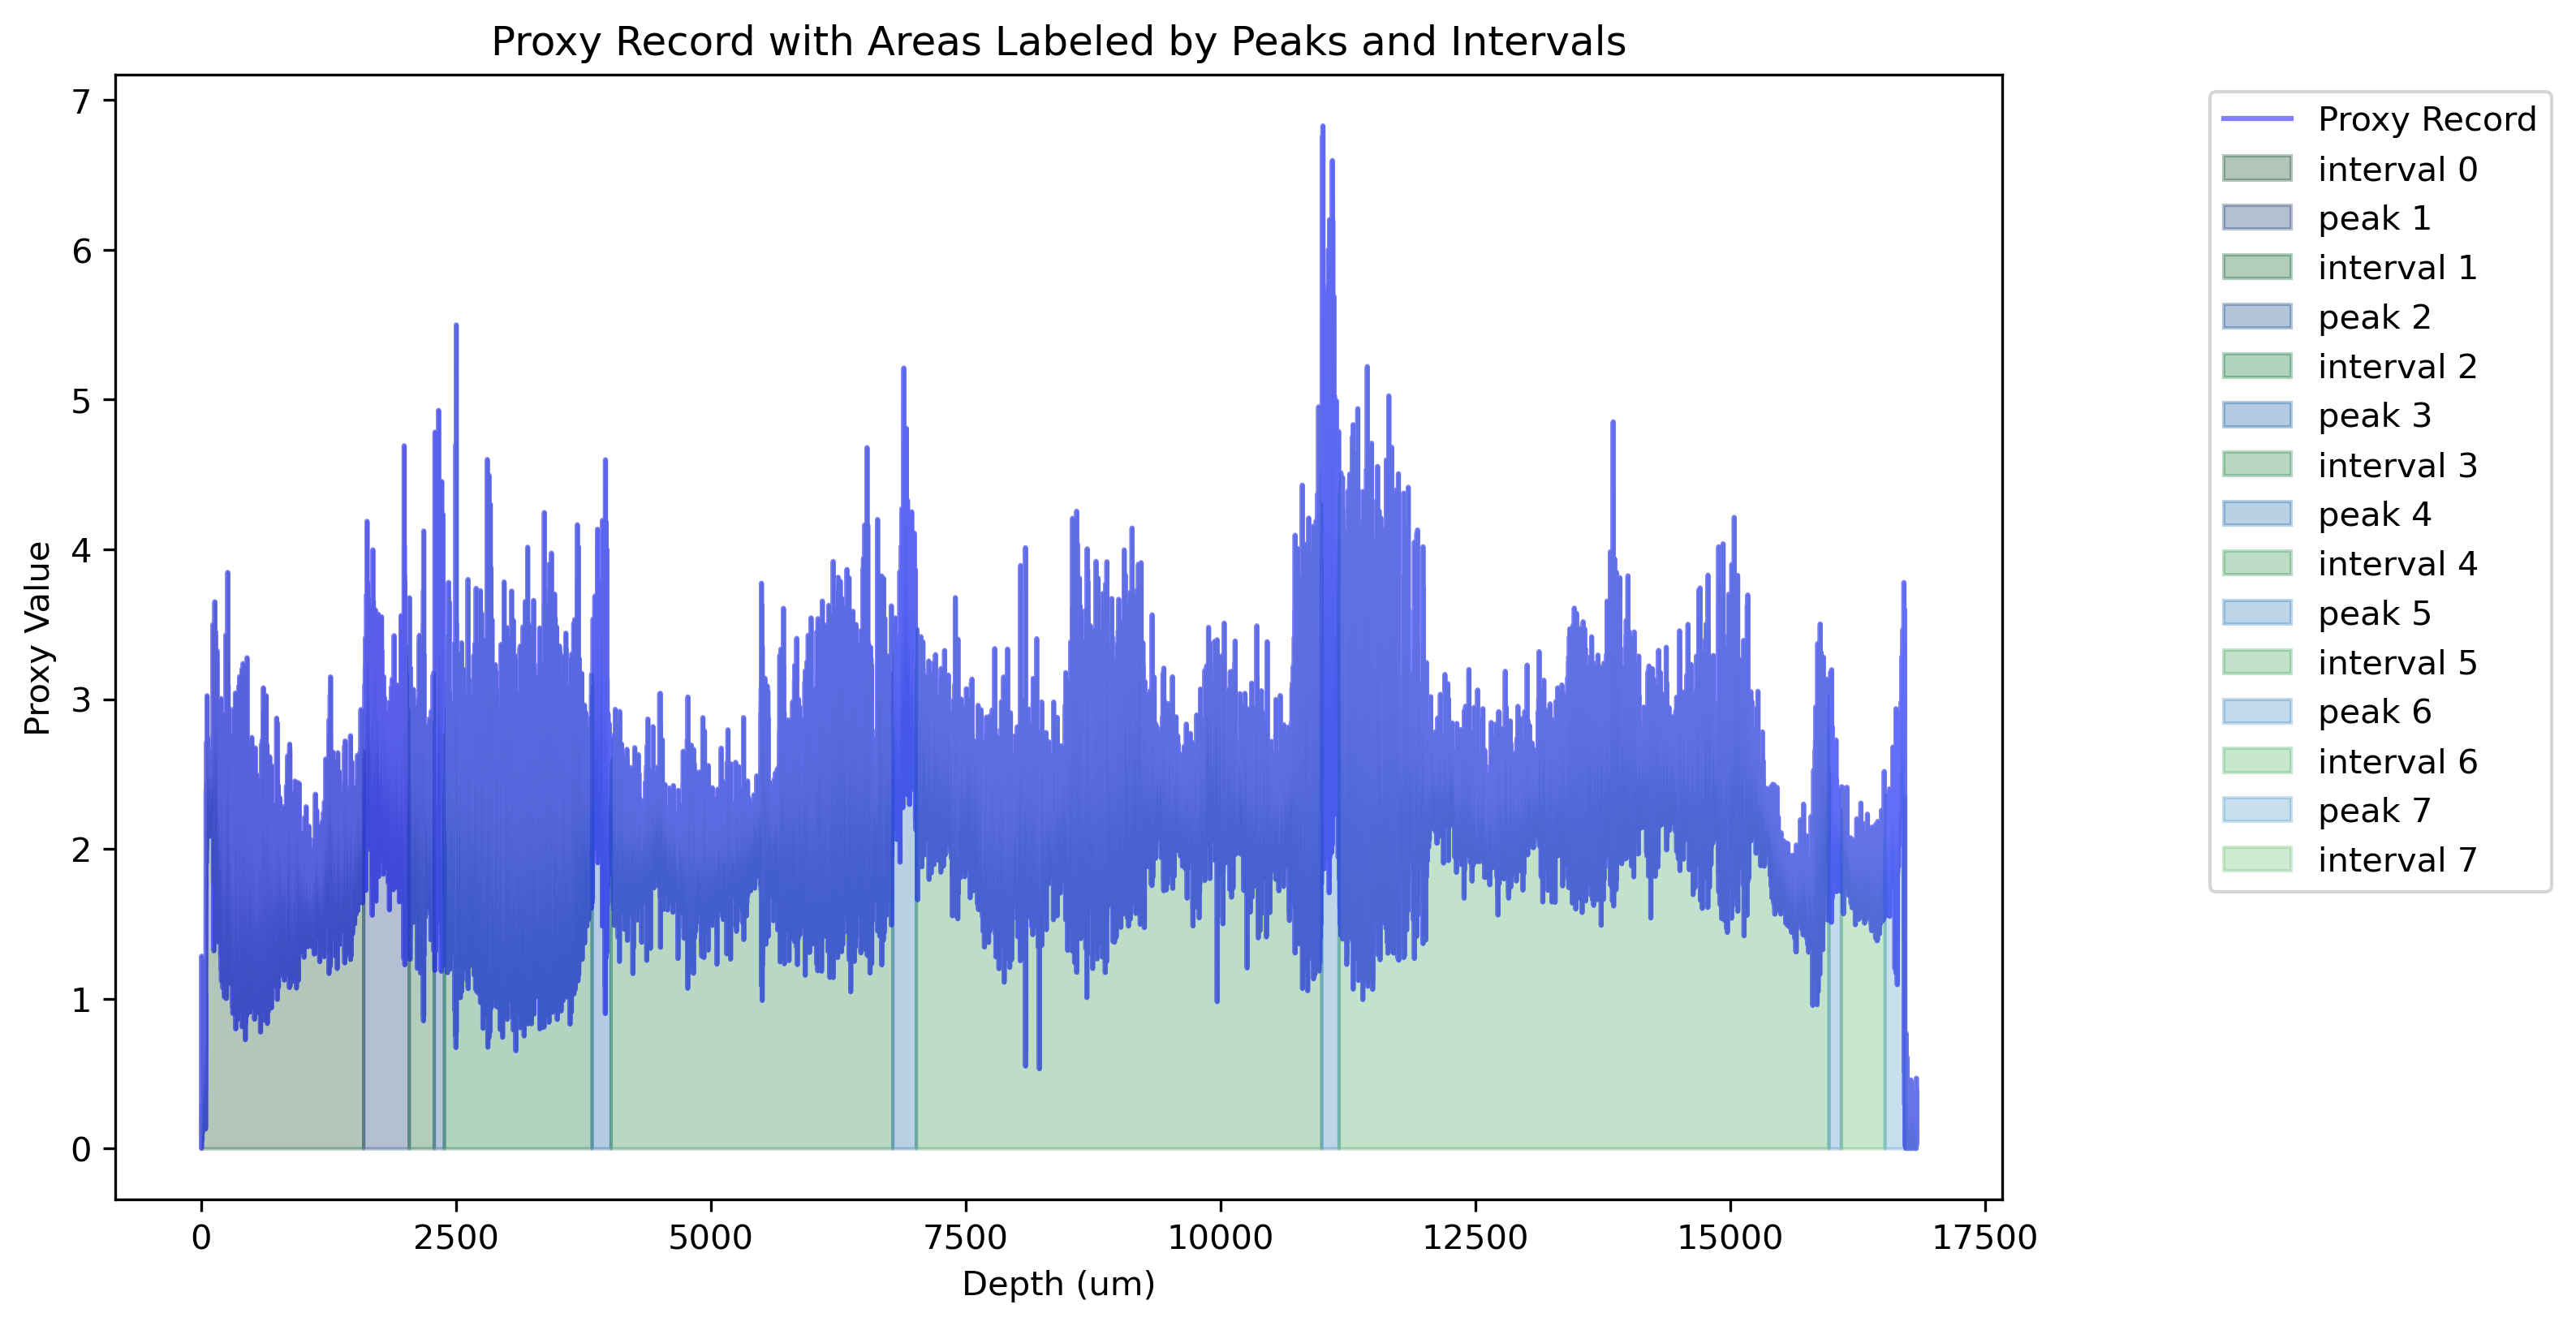 Proxy Record with Areas Labeled by Peaks and Intervals
7
6
5
4
3
2
1
0
Proxy Value
0 2500 5000 7500 10000 12500 15000 17500
Depth (um)
Proxy Record
interval 0
peak 1
interval 1
peak 2
interval 2
peak 3
interval 3
peak 4
interval 4
peak 5
interval 5
peak 6
interval 6
peak 7
interval 7